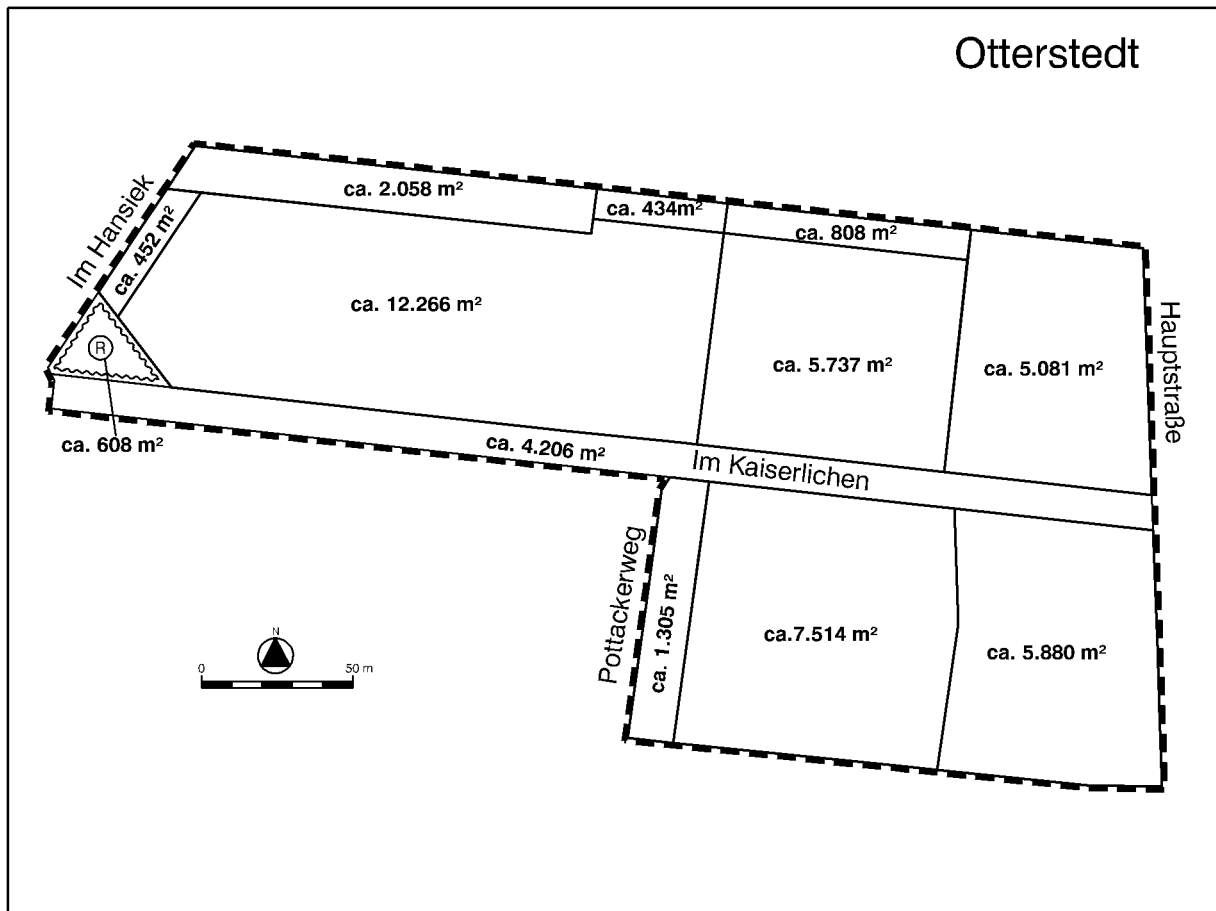 Otterstedt
ca. 2.058 m²
ca. 434m²
ca. 808 m²
Im Hansiek
ca. 452 m²
ca. 12.266 m²
ca. 5.737 m²
ca. 5.081 m²
Hauptstraße
R
ca. 608 m²
ca. 4.206 m²
Im Kaiserlichen
Pottackerweg
ca. 1.305 m²
ca.7.514 m²
ca. 5.880 m²
N
0 50 m